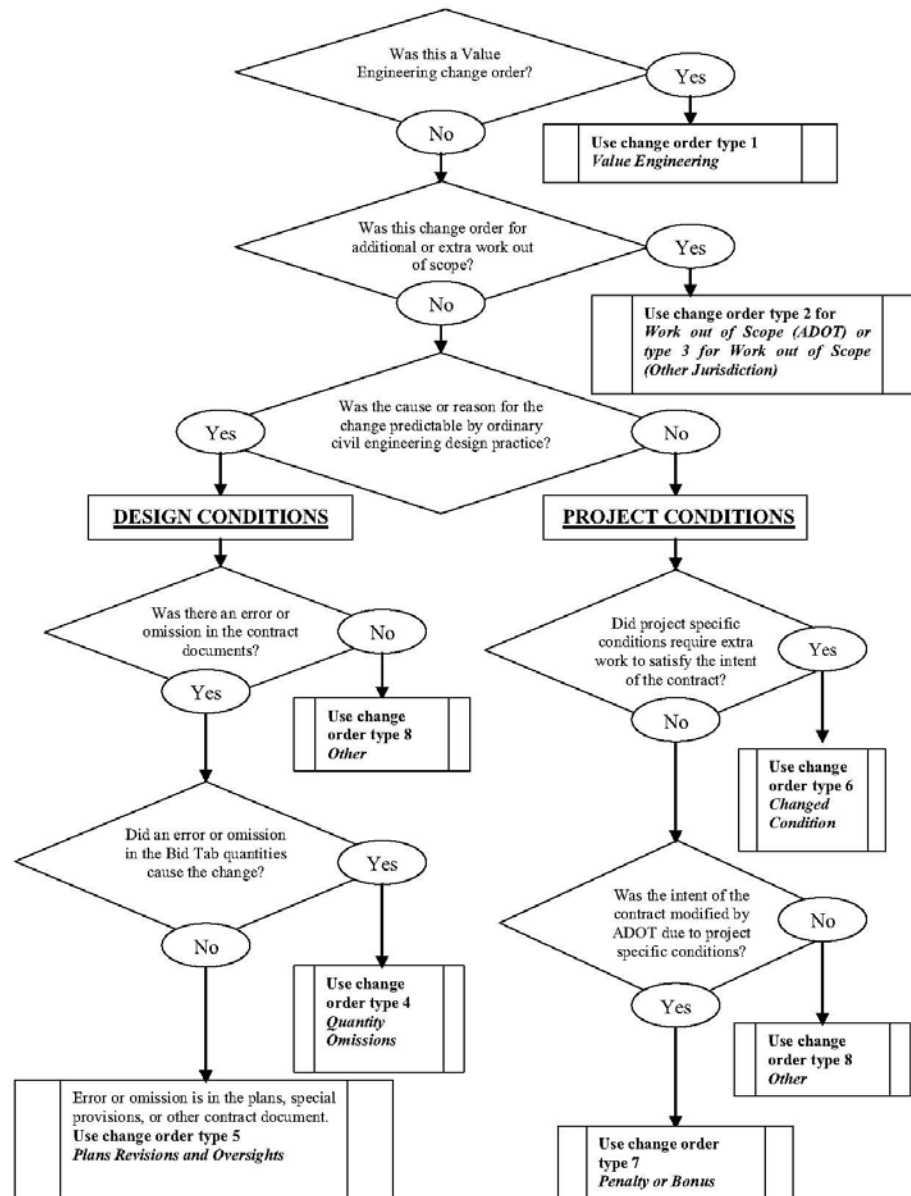 Was this a Value
Engineering change order?
Yes
No
Use change order type 1
Value Engineering
Was this change order for
additional or extra work out
of scope?
Yes
No
Use change order type 2 for
Work out of Scope (ADOT) or
type 3 for Work out of Scope
(Other Jurisdiction)
Was the cause or reason for the
change predictable by ordinary
civil engineering design practice?
Yes
No
DESIGN CONDITIONS
PROJECT CONDITIONS
Was there an error or
omission in the contract
documents?
No
Yes
Use change
order type 8
Other
Did project specific
conditions require extra
work to satisfy the intent
of the contract?
Yes
No
Use change
order type 6
Changed
Condition
Did an error or omission
in the Bid Tab quantities
cause the change?
Yes
No
Use change
order type 4
Quantity
Omissions
Was the intent of the
contract modified by
ADOT due to project
specific conditions?
No
Yes
Use change
order type 8
Other
Error or omission is in the plans, special
provisions, or other contract document.
Use change order type 5
Plans Revisions and Oversights
Use change order
type 7
Penalty or Bonus